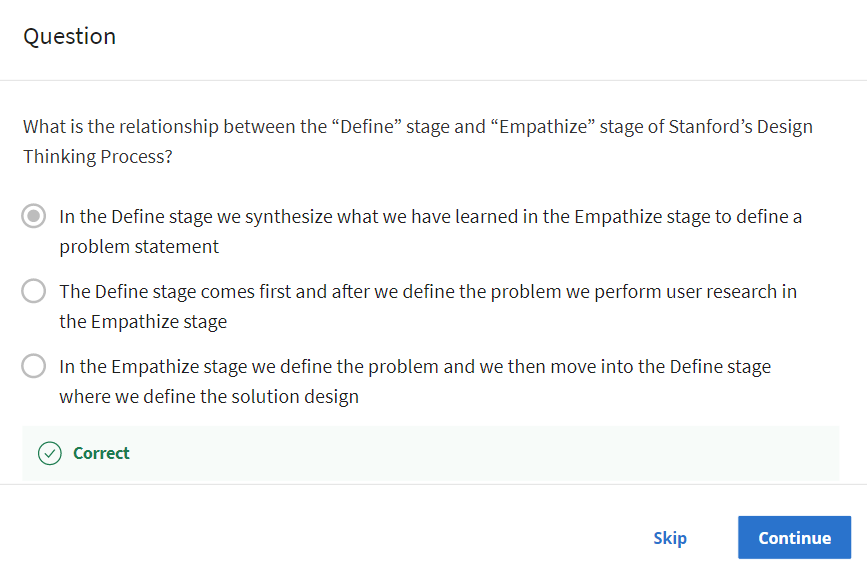 Question
What is the relationship between the “Define” stage and “Empathize” stage of Stanford’s Design
Thinking Process?
In the Define stage we synthesize what we have learned in the Empathize stage to define a
problem statement
The Define stage comes first and after we define the problem we perform user research in
the Empathize stage
In the Empathize stage we define the problem and we then move into the Define stage
where we define the solution design
Correct
Skip
Continue